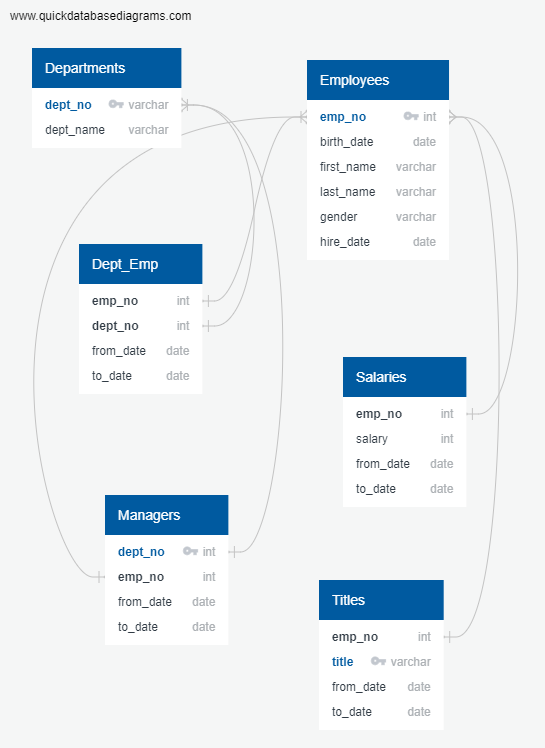 www.quickdatabasediagrams.com
Departments
dept_no varchar
dept_name varchar
Employees
emp_no int
birth_date date
first_name varchar
last_name varchar
gender varchar
hire_date date
Dept_Emp
emp_no int
dept_no int
from_date date
to_date date
Salaries
emp_no int
salary int
from_date date
to_date date
Managers
dept_no int
emp_no int
from_date date
to_date date
Titles
emp_no int
title varchar
from_date date
to_date date